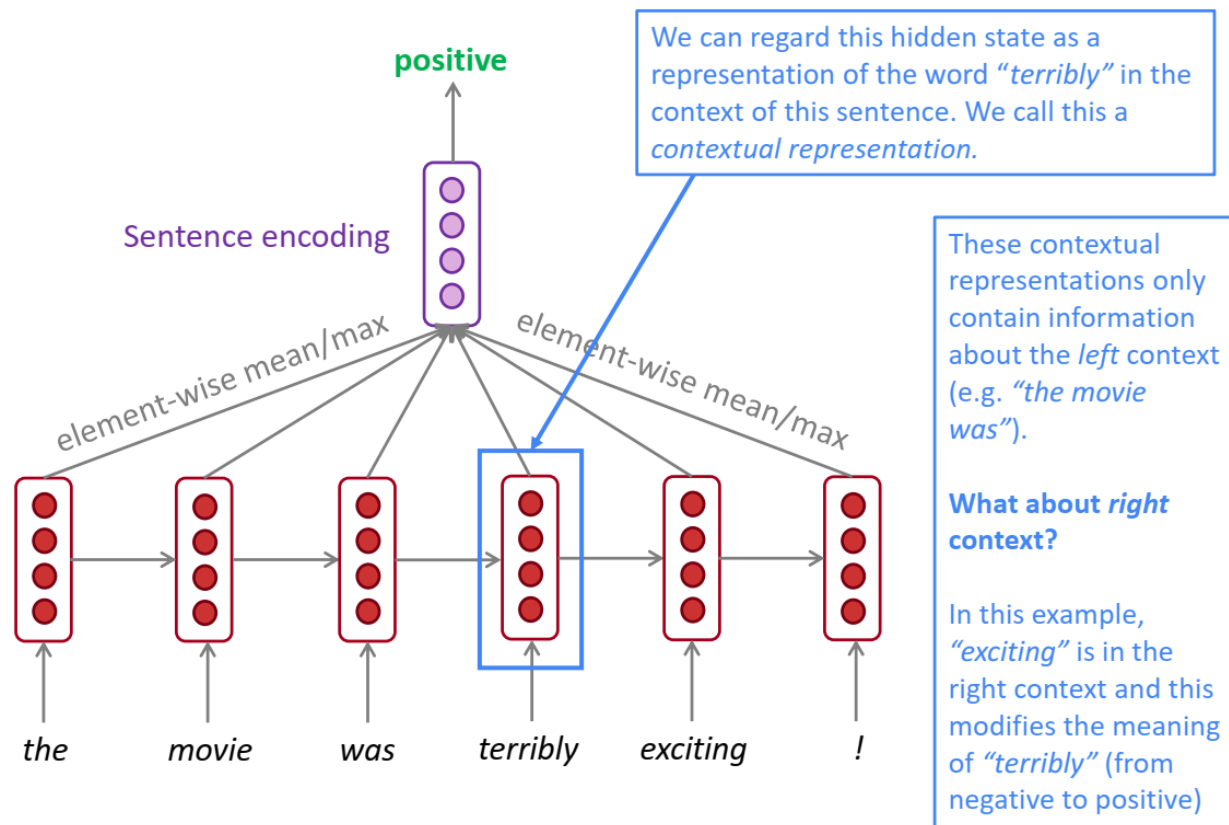 positive
We can regard this hidden state as a
representation of the word “terribly” in the
context of this sentence. We call this a
contextual representation.
Sentence encoding
element-wise mean/max
element-wise mean/max
These contextual
representations only
contain information
about the left context
(e.g. “the movie
was”).
What about right
context?
In this example,
“exciting” is in the
right context and this
modifies the meaning
of “terribly” (from
negative to positive)
the movie was terribly exciting !